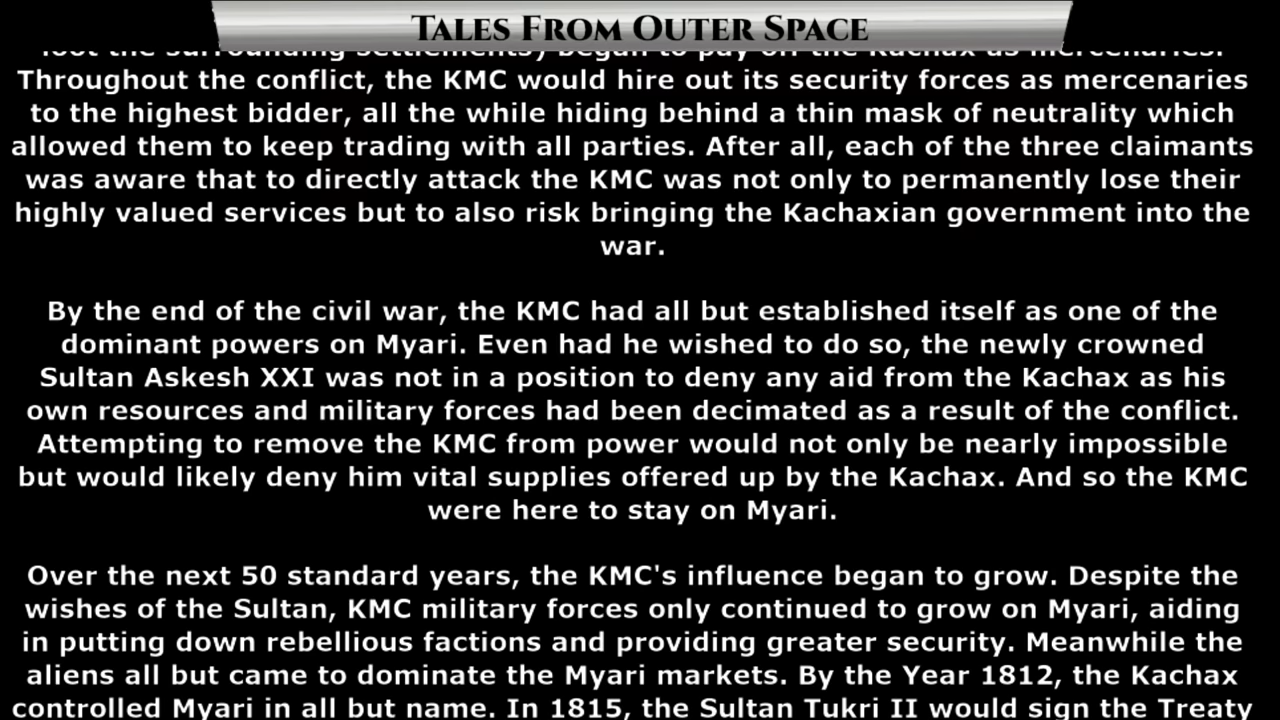 Tales From Outer Space
loot the surrounding settlements) began to pay off the Kachax as mercenaries.
Throughout the conflict, the KMC would hire out its security forces as mercenaries
to the highest bidder, all the while hiding behind a thin mask of neutrality which
allowed them to keep trading with all parties. After all, each of the three claimants
was aware that to directly attack the KMC was not only to permanently lose their
highly valued services but to also risk bringing the Kachaxian government into the
war.
By the end of the civil war, the KMC had all but established itself as one of the
dominant powers on Myari. Even had he wished to do so, the newly crowned
Sultan Askesh XXI was not in a position to deny any aid from the Kachax as his
own resources and military forces had been decimated as a result of the conflict.
Attempting to remove the KMC from power would not only be nearly impossible
but would likely deny him vital supplies offered up by the Kachax. And so the KMC
were here to stay on Myari.
Over the next 50 standard years, the KMC's influence began to grow. Despite the
wishes of the Sultan, KMC military forces only continued to grow on Myari, aiding
in putting down rebellious factions and providing greater security. Meanwhile the
aliens all but came to dominate the Myari markets. By the Year 1812, the Kachax
controlled Myari in all but name. In 1815, the Sultan Tukri II would sign the Treaty